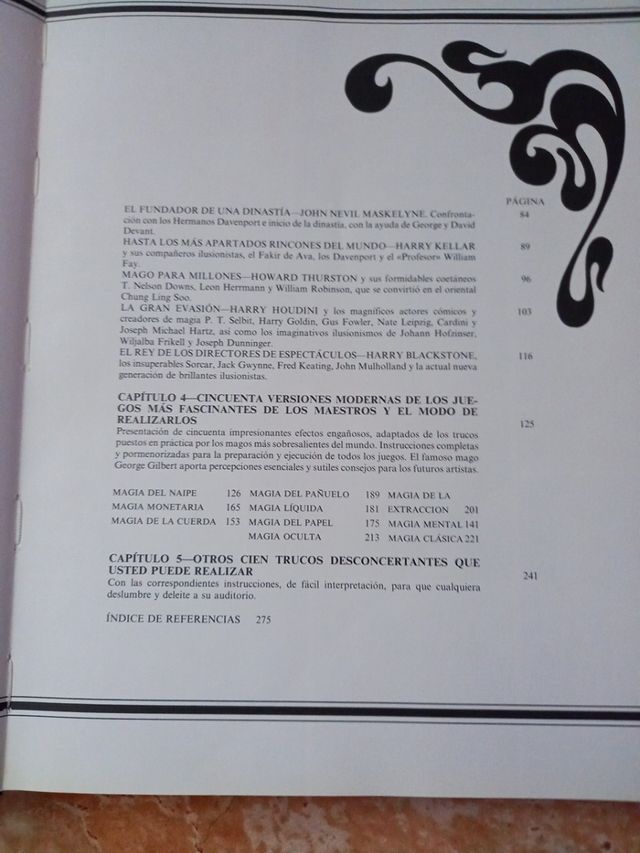 PÁGINA
EL FUNDADOR DE UNA DINASTÍA—JOHN NEVIL MASKELYNE. Confronta- 84
ción con los Hermanos Davenport e inicio de la dinastía, con la ayuda de George y David
Devant.
HASTA LOS MÁS APARTADOS RINCONES DEL MUNDO—HARRY KELLAR 89
y sus compañeros ilusionistas, el Fakir de Ava, los Davenport y el «Profesor» William
Fay.
MAGO PARA MILLONES—HOWARD THURSTON y sus formidables coetáneos 96
T. Nelson Downs, Leon Herrmann y William Robinson, que se convirtió en el oriental
Chung Ling Soo.
LA GRAN EVASIÓN—HARRY HOUDINI y los magníficos actores cómicos y 103
creadores de magia P. T. Selbit, Harry Goldin, Gus Fowler, Nate Leipzig, Cardini y
Joseph Michael Hartz, así como los imaginativos ilusionismos de Johann Hofzinser,
Wiljalba Frikell y Joseph Dunninger.
EL REY DE LOS DIRECTORES DE ESPECTÁCULOS—HARRY BLACKSTONE, 116
los insuperables Sorcar, Jack Gwynne, Fred Keating, John Mulholland y la actual nueva
generación de brillantes ilusionistas.
CAPÍTULO 4—CINCUENTA VERSIONES MODERNAS DE LOS JUE-
GOS MÁS FASCINANTES DE LOS MAESTROS Y EL MODO DE
REALIZARLOS 125
Presentación de cincuenta impresionantes efectos engañosos, adaptados de los trucos
puestos en práctica por los magos más sobresalientes del mundo. Instrucciones completas
y pormenorizadas para la preparación y ejecución de todos los juegos. El famoso mago
George Gilbert aporta percepciones esenciales y sutiles consejos para los futuros artistas.
MAGIA DEL NAIPE 126 MAGIA DEL PAÑUELO 189 MAGIA DE LA
MAGIA MONETARIA 165 MAGIA LÍQUIDA 181 EXTRACCION 201
MAGIA DE LA CUERDA 153 MAGIA DEL PAPEL 175 MAGIA MENTAL 141
MAGIA OCULTA 213 MAGIA CLÁSICA 221
CAPÍTULO 5—OTROS CIEN TRUCOS DESCONCERTANTES QUE
USTED PUEDE REALIZAR 241
Con las correspondientes instrucciones, de fácil interpretación, para que cualquiera
deslumbre y deleite a su auditorio.
ÍNDICE DE REFERENCIAS 275